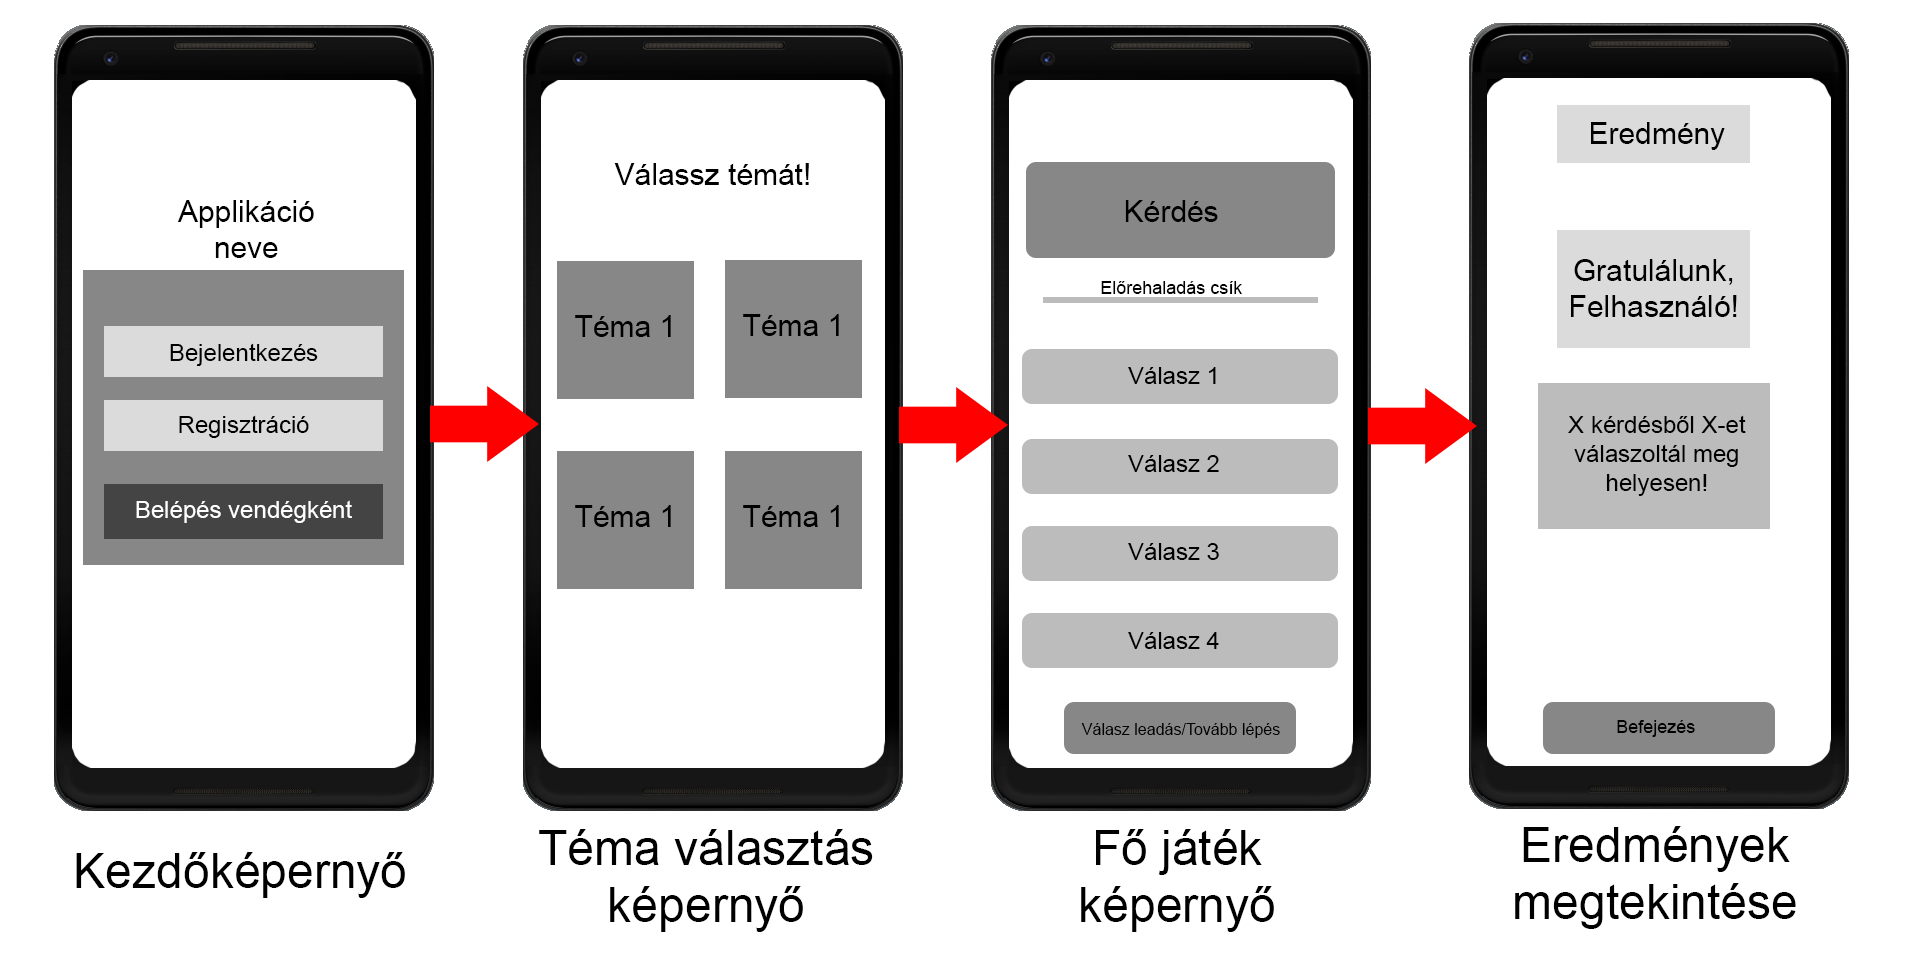 Applikáció
neve
Bejelentkezés
Regisztráció
Belépés vendégként
Kezdőképernyő
Válassz témát!
Téma 1
Téma 1
Téma 1
Téma 1
Téma választás
képernyő
Kérdés
Előrehaladás csík
Válasz 1
Válasz 2
Válasz 3
Válasz 4
Válasz leadás/Tovább lépés
Fő játék
képernyő
Eredmény
Gratulálunk,
Felhasználó!
X kérdésből X-et
válaszoltál meg
helyesen!
Befejezés
Eredmények
megtekintése